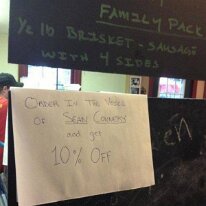 FAMILY PACK
1/2 lb BRISKET - SAUSAGE
WITH 4 SIDES
ORDER IN THE VOICE
OF SEAN CONNERY
and get
10% OFF
en